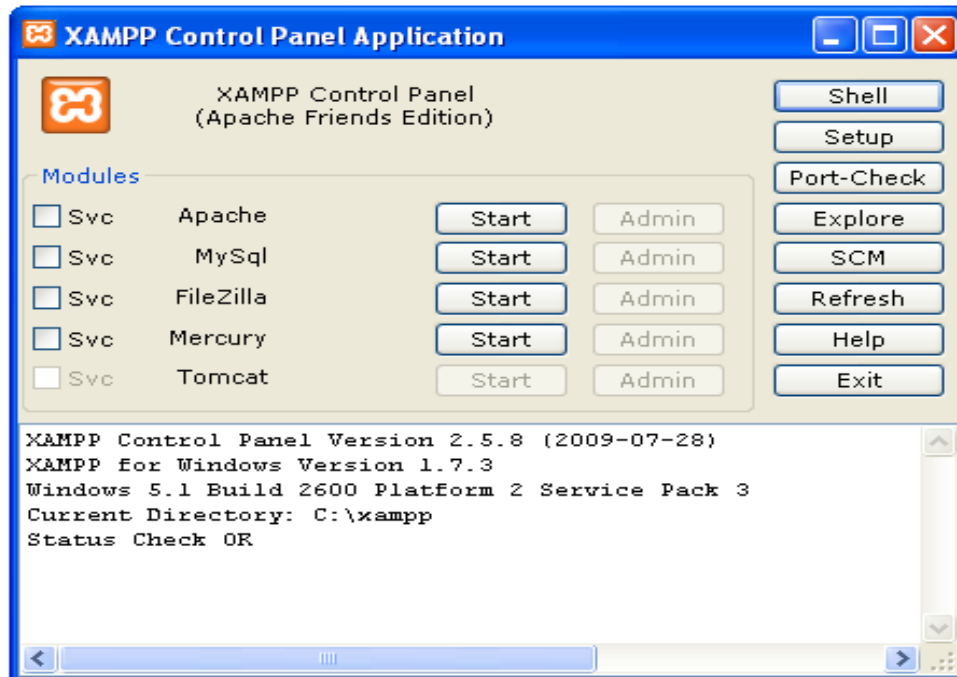 XAMPP Control Panel Application
XAMPP Control Panel
(Apache Friends Edition)
Shell
Setup
Port-Check
Explore
SCM
Refresh
Help
Exit
Modules
Svc Apache Start Admin
Svc MySql Start Admin
Svc FileZilla Start Admin
Svc Mercury Start Admin
Svc Tomcat Start Admin
XAMPP Control Panel Version 2.5.8 (2009-07-28)
XAMPP for Windows Version 1.7.3
Windows 5.1 Build 2600 Platform 2 Service Pack 3
Current Directory: C:\xampp
Status Check OK